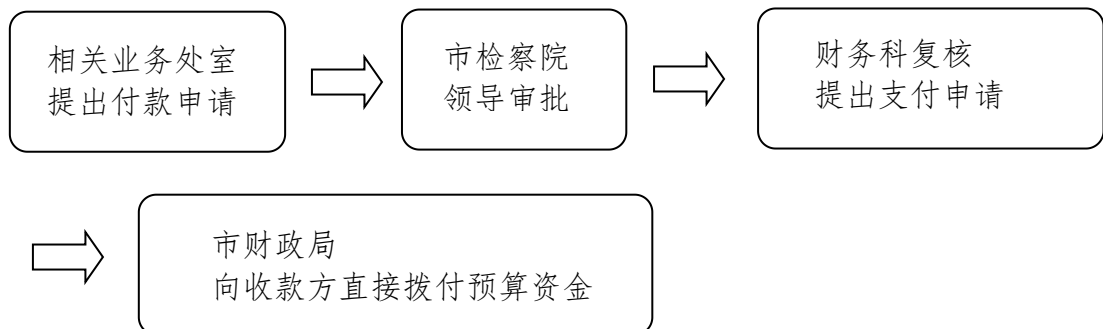 相关业务处室
提出付款申请
市检察院
领导审批
财务科复核
提出支付申请
市财政局
向收款方直接拨付预算资金